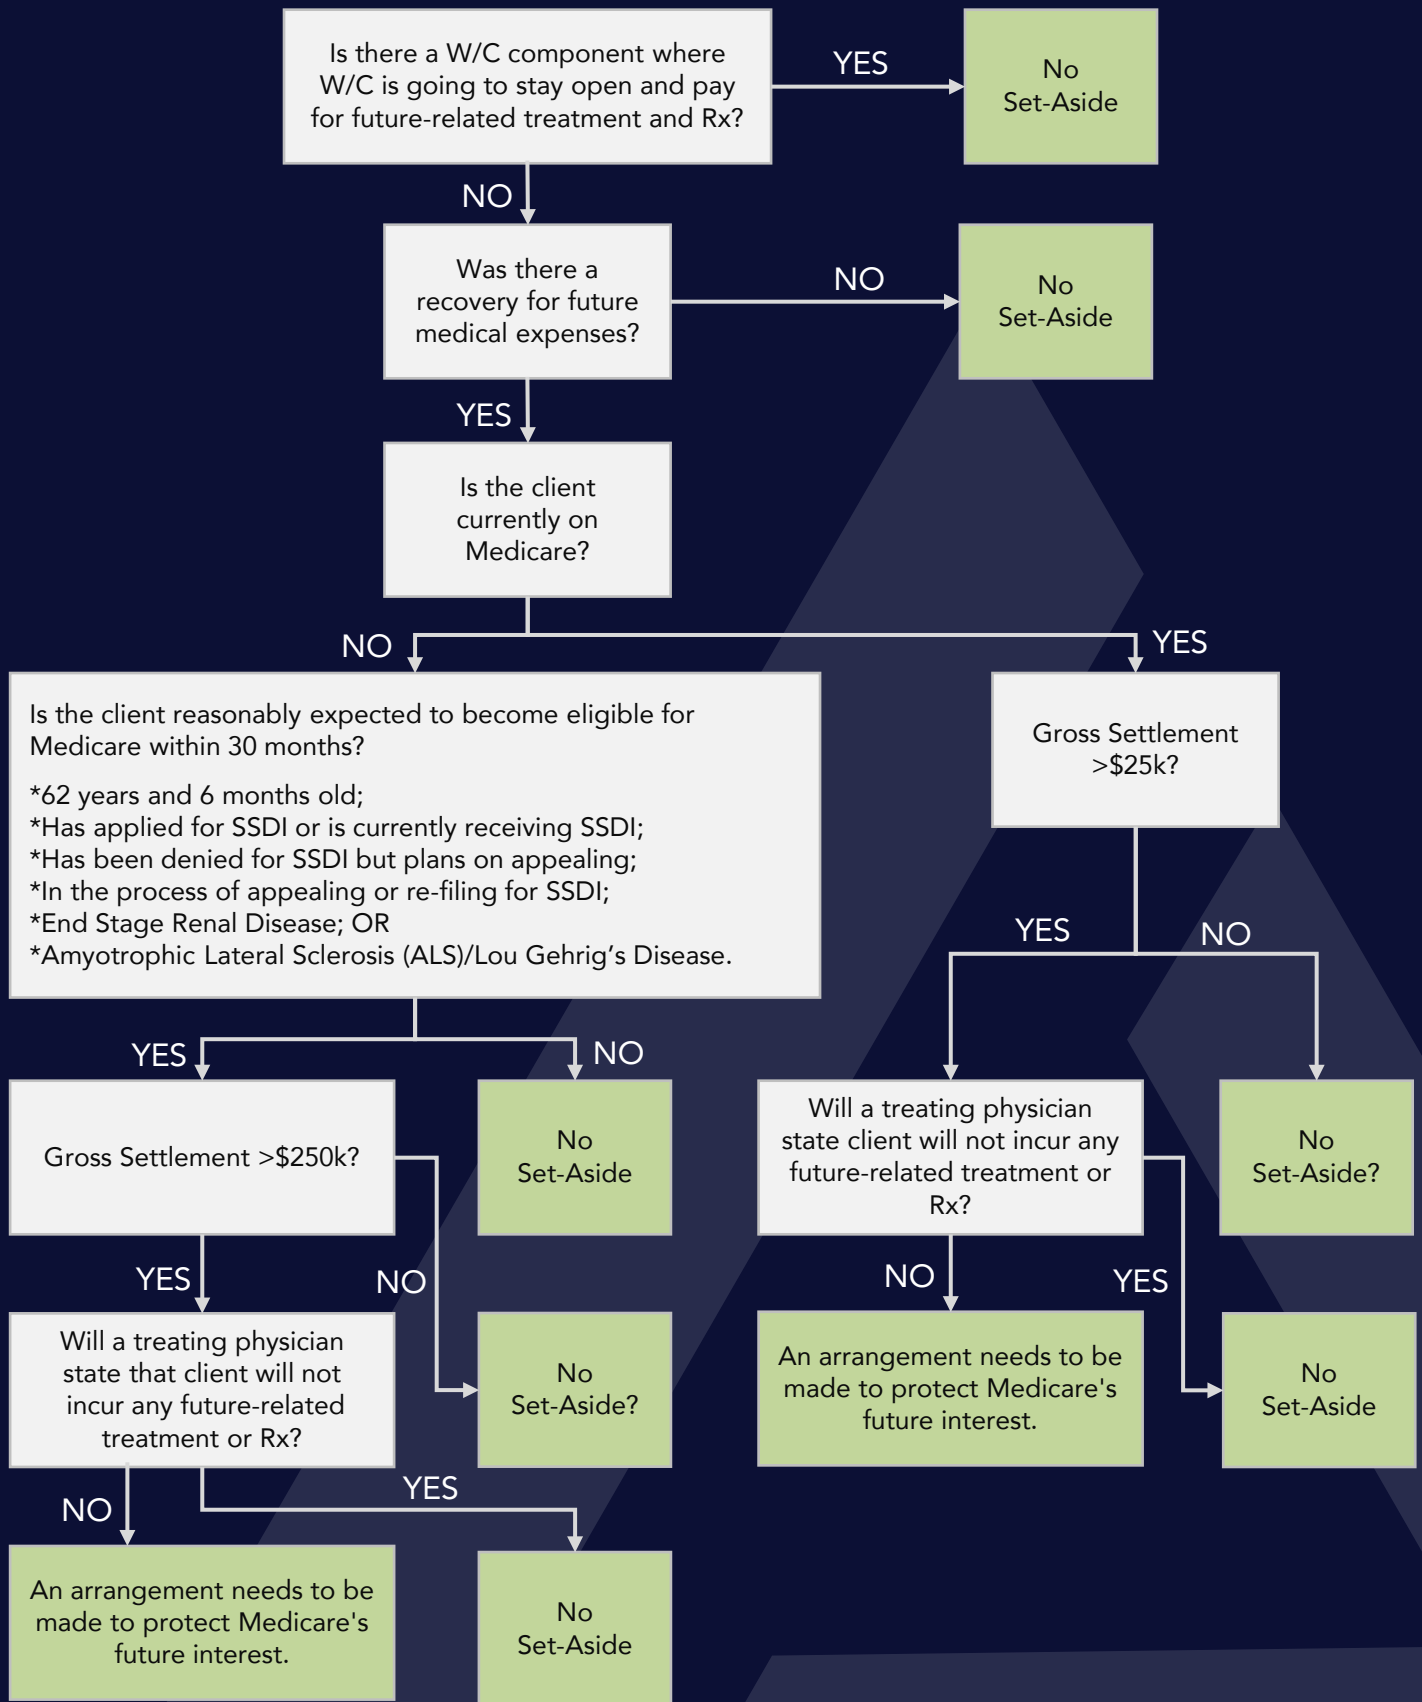 Is there a W/C component where
W/C is going to stay open and pay
for future-related treatment and Rx?
YES
No
Set-Aside
NO
Was there a
recovery for future
medical expenses?
NO
No
Set-Aside
YES
Is the client
currently on
Medicare?
NO
YES
Is the client reasonably expected to become eligible for
Medicare within 30 months?
*62 years and 6 months old;
*Has applied for SSDI or is currently receiving SSDI;
*Has been denied for SSDI but plans on appealing;
*In the process of appealing or re-filing for SSDI;
*End Stage Renal Disease; OR
*Amyotrophic Lateral Sclerosis (ALS)/Lou Gehrig's Disease.
Gross Settlement
>$25k?
YES
NO
YES
NO
Gross Settlement >$250k?
No
Set-Aside
Will a treating physician
state client will not incur any
future-related treatment or
Rx?
No
Set-Aside?
YES
NO
NO
YES
Will a treating physician
state that client will not
incur any future-related
treatment or Rx?
No
Set-Aside?
An arrangement needs to be
made to protect Medicare's
future interest.
No
Set-Aside
NO
YES
An arrangement needs to be
made to protect Medicare's
future interest.
No
Set-Aside